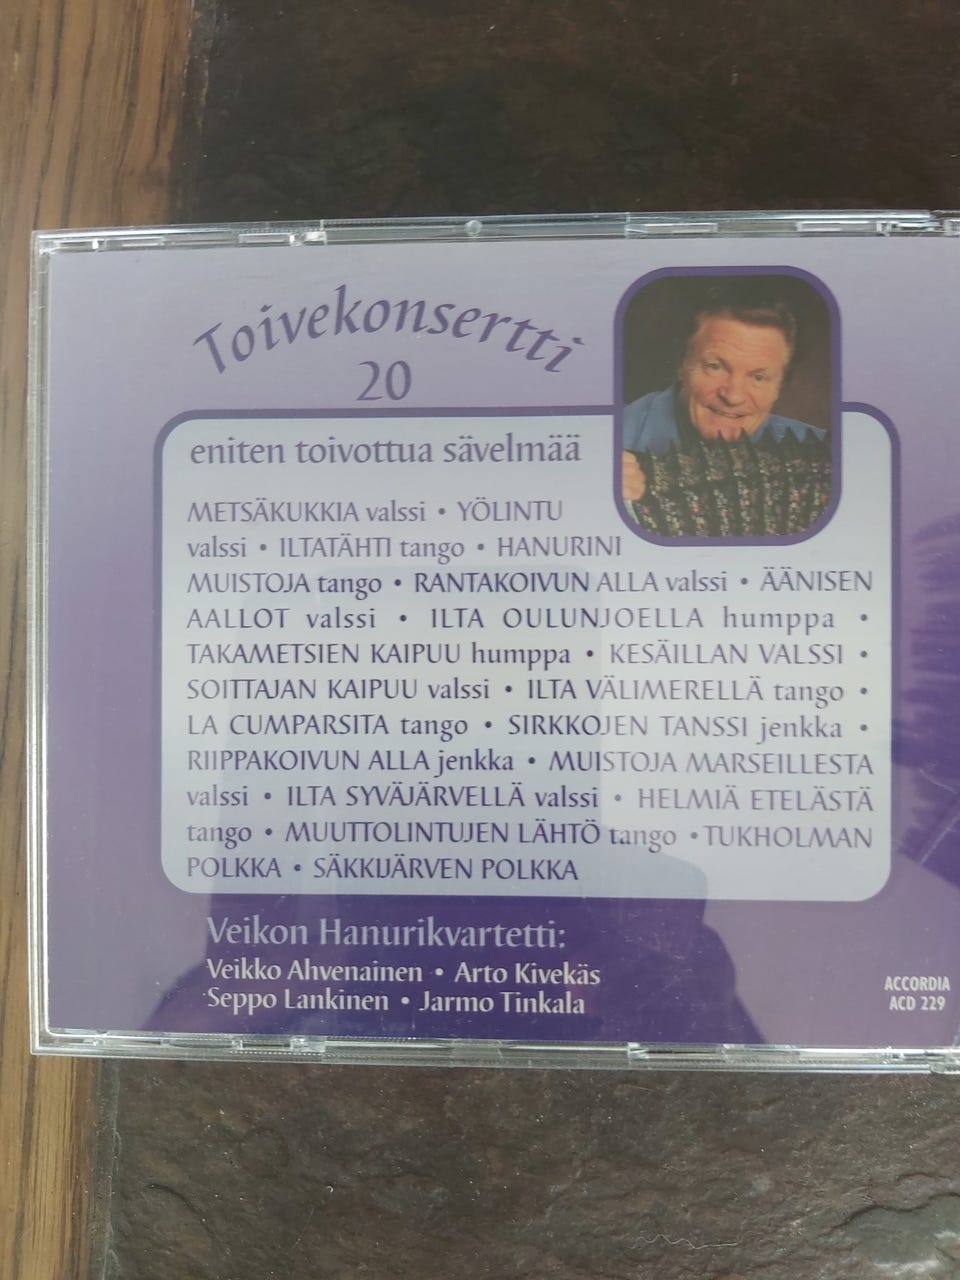 Toivekonsertti
20
eniten toivottua sävelmää
METSÄKUKKIA valssi • YÖLINTU
valssi • ILTATÄHTI tango • HANURINI
MUISTOJA tango • RANTAKOIVUN ALLA valssi • ÄÄNISEN
AALLOT valssi • ILTA OULUNJOELLA humppa •
TAKAMETSIEN KAIPUU humppa • KESÄILLAN VALSSI •
SOITTAJAN KAIPUU valssi • ILTA VÄLIMERELLÄ tango •
LA CUMPARSITA tango • SIRKKOJEN TANSSI jenkka •
RIIPPAKOIVUN ALLA jenkka • MUISTOJA MARSEILLESTA
valssi • ILTA SYVÄJÄRVELLÄ valssi • HELMIÄ ETELÄSTÄ
tango • MUUTTOLINTUJEN LÄHTÖ tango • TUKHOLMAN
POLKKA • SÄKKIJÄRVEN POLKKA
Veikon Hanurikvartetti:
Veikko Ahvenainen • Arto Kivekäs
Seppo Lankinen • Jarmo Tinkala
ACCORDIA
ACD 229